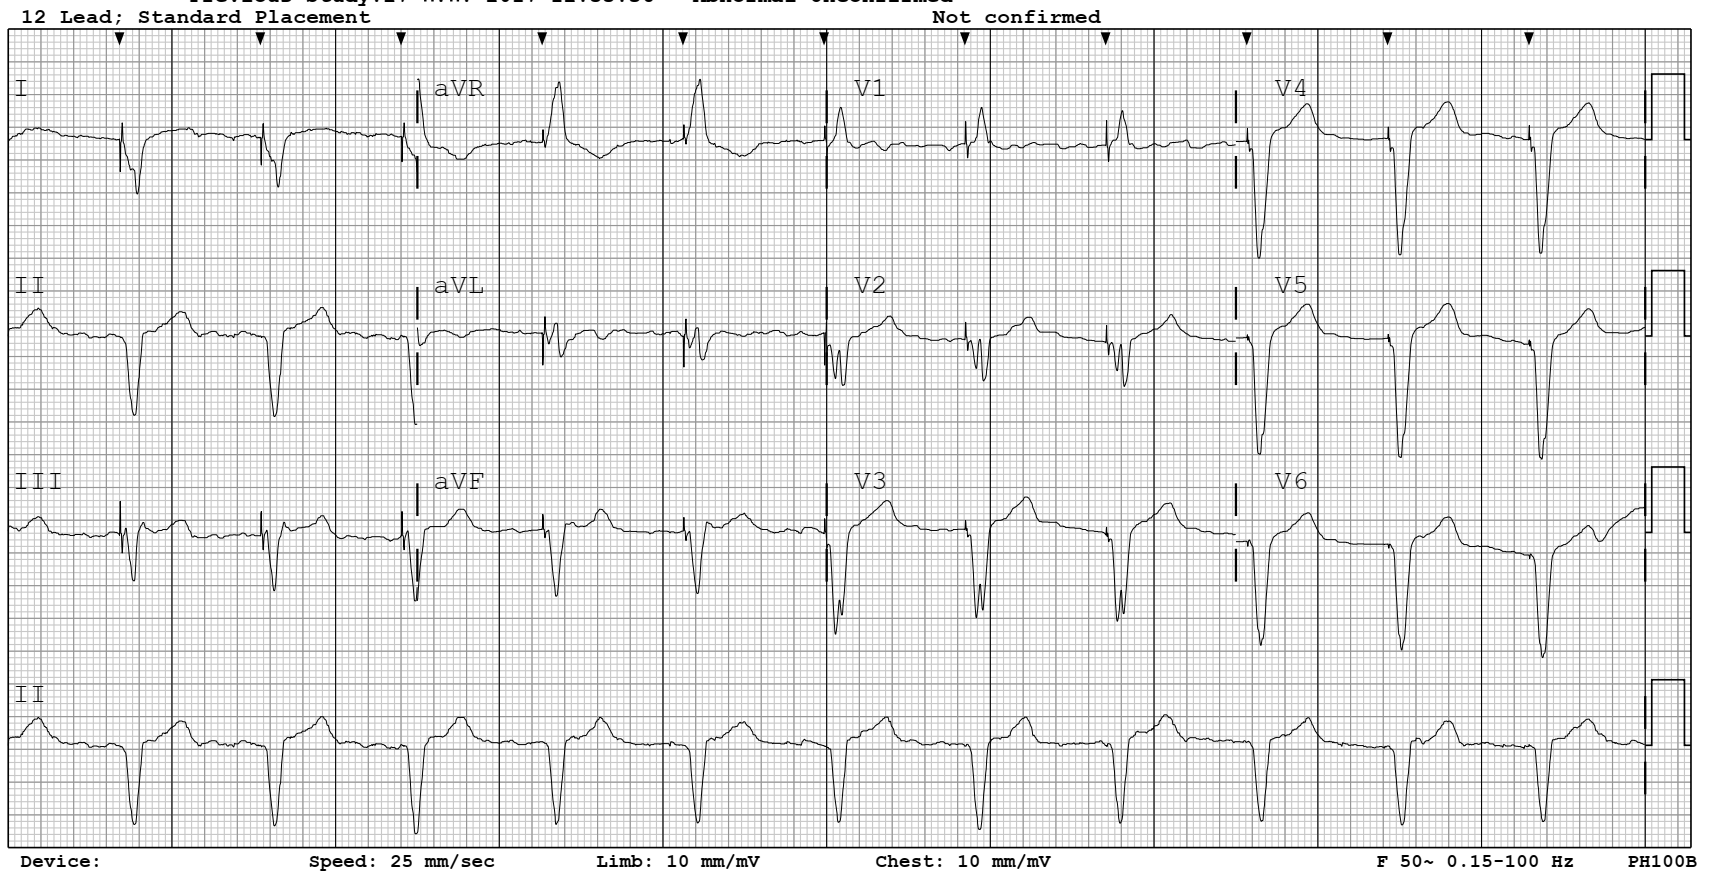 12 Lead; Standard Placement Not confirmed
I aVR V1 V4
II aVL V2 V5
III aVF V3 V6
II
Device: Speed: 25 mm/sec Limb: 10 mm/mV Chest: 10 mm/mV F 50~ 0.15-100 Hz PH100B